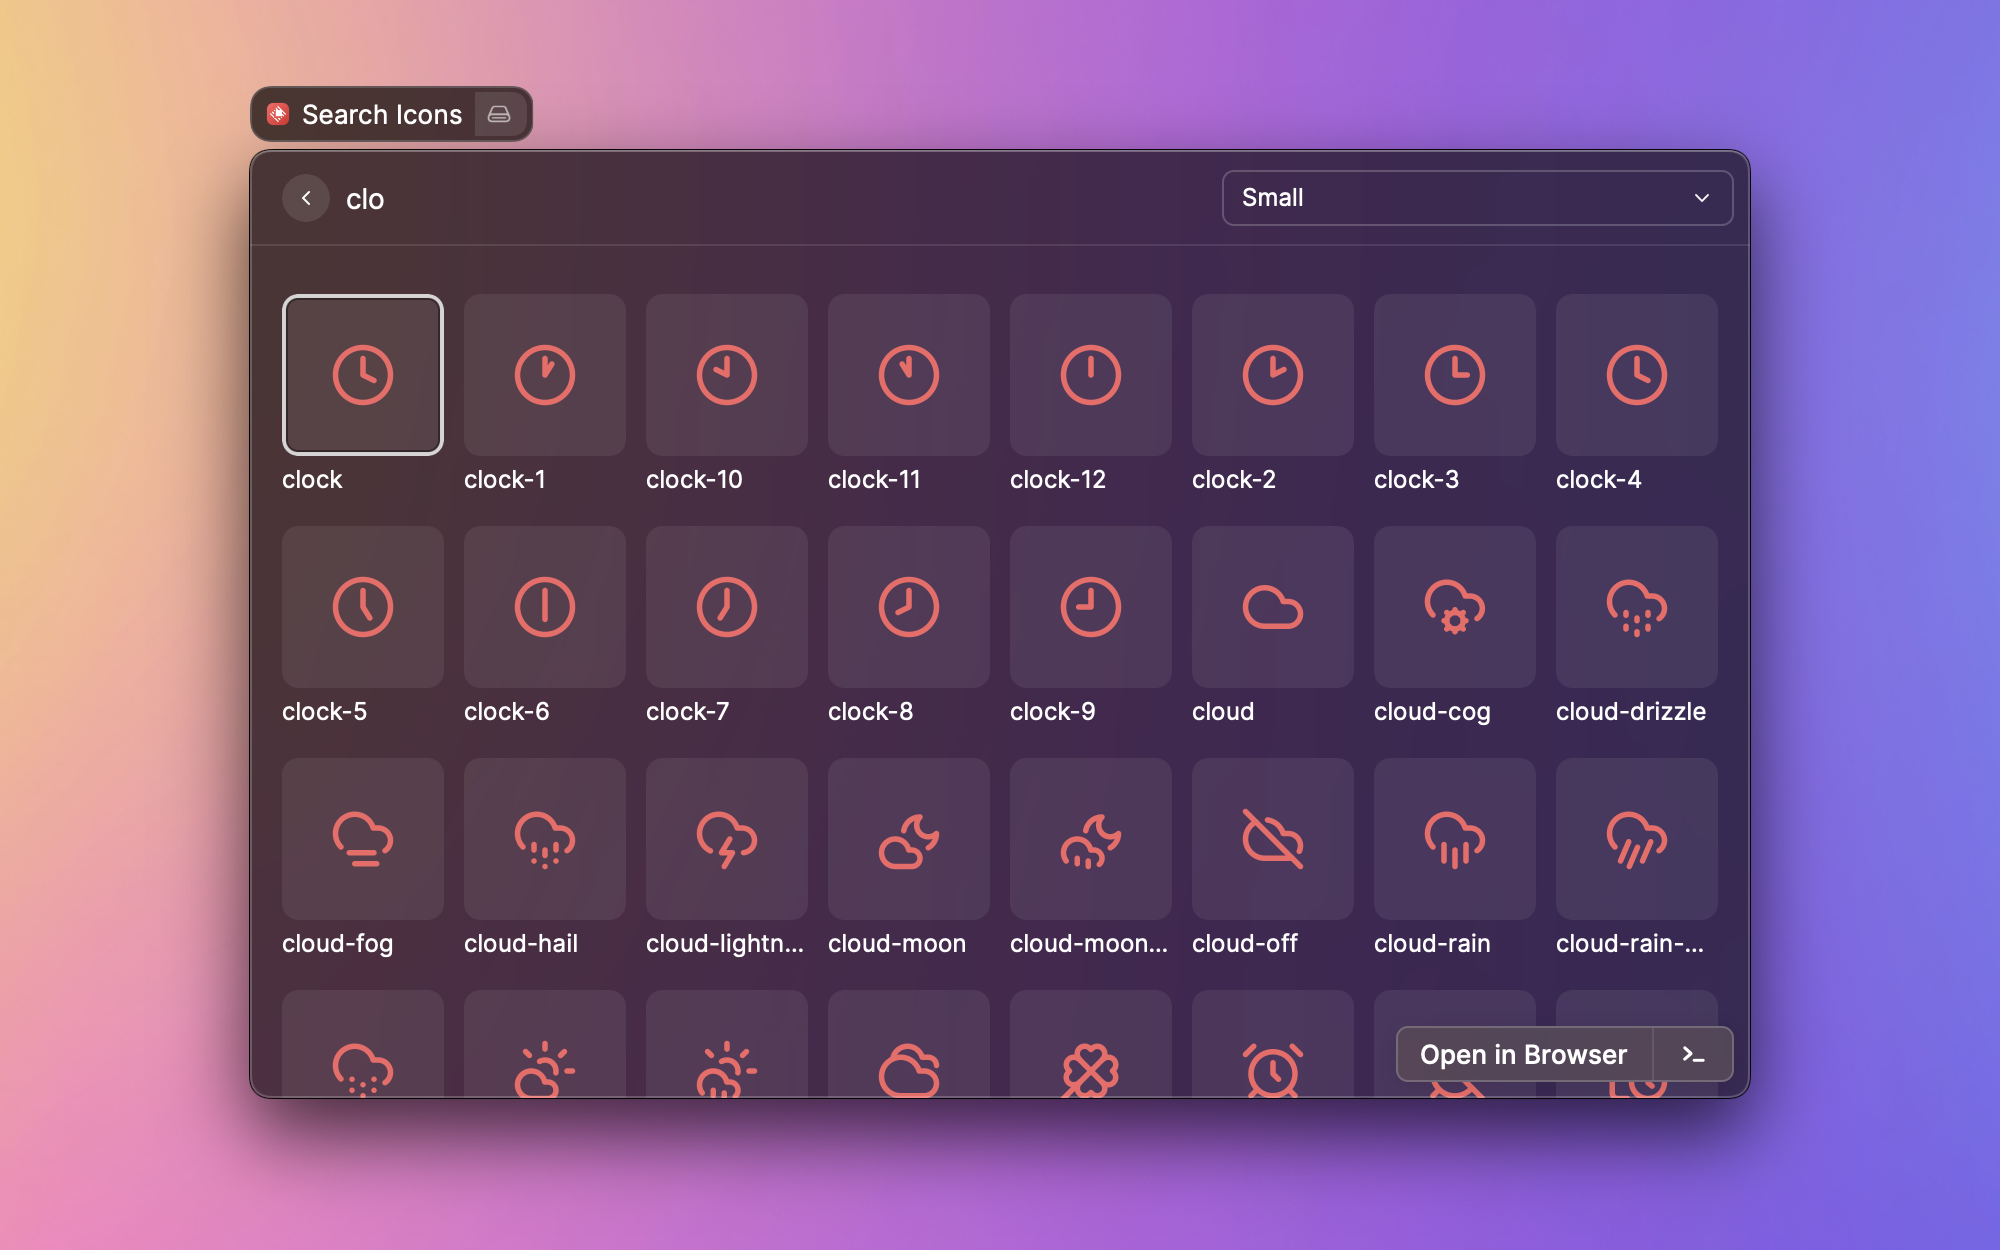 Search Icons
clo
Small
clock
clock-1
clock-10
clock-11
clock-12
clock-2
clock-3
clock-4
clock-5
clock-6
clock-7
clock-8
clock-9
cloud
cloud-cog
cloud-drizzle
cloud-fog
cloud-hail
cloud-lightn...
cloud-moon
cloud-moon...
cloud-off
cloud-rain
cloud-rain-...
Open in Browser